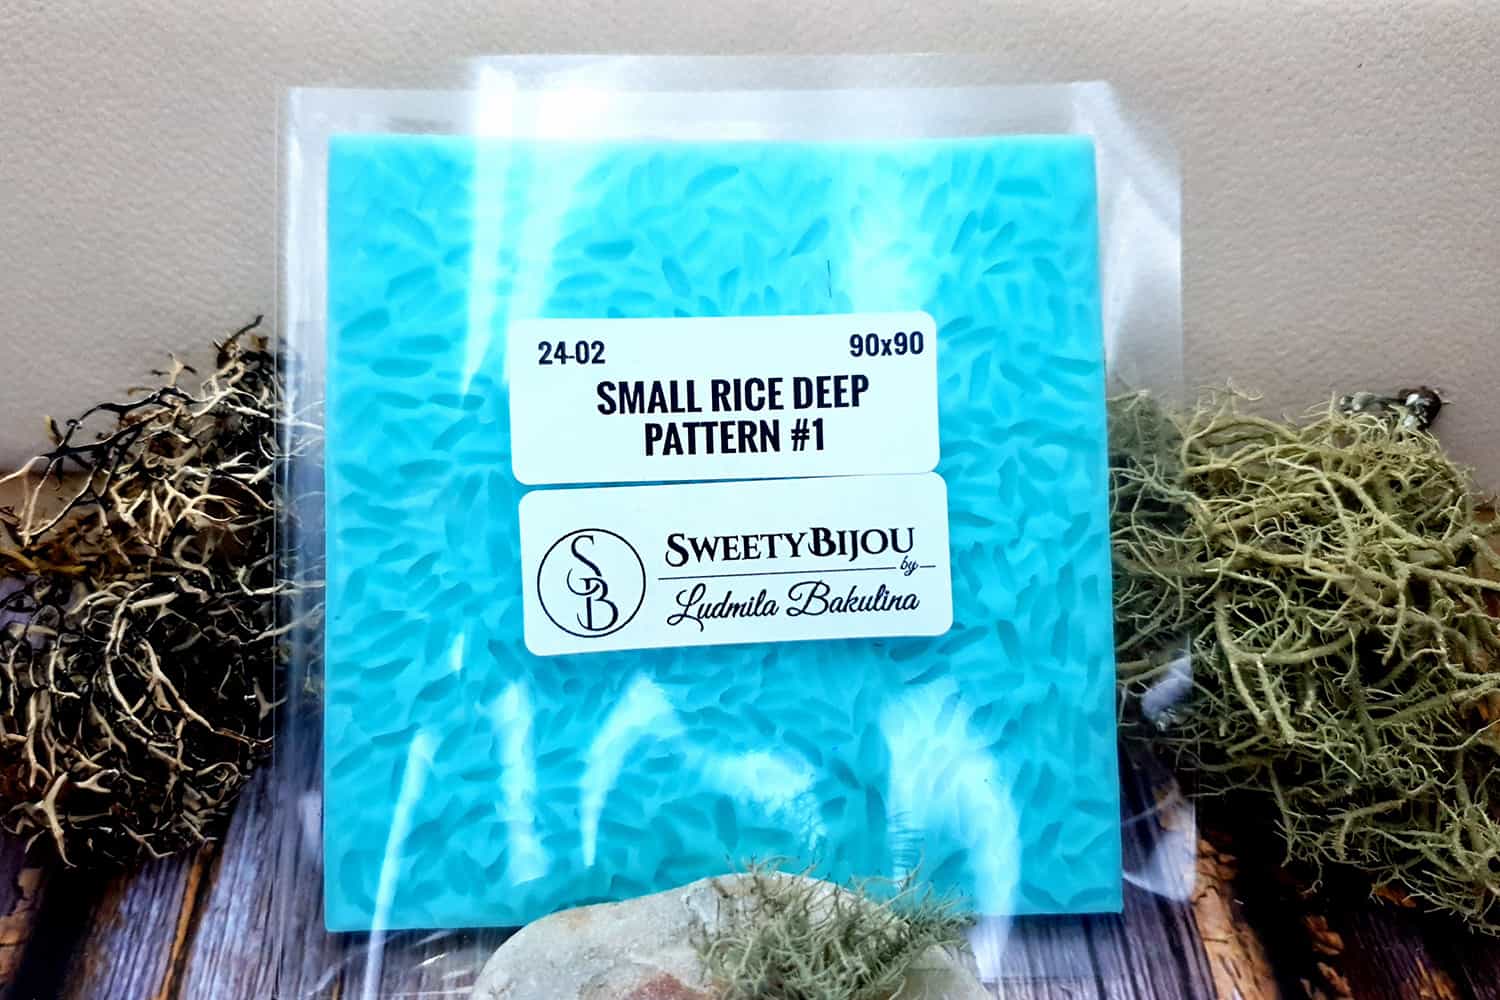 24-02 90x90
SMALL RICE DEEP
PATTERN #1
SB
SWEETYBIJOU
by
Ludmila Bakulina